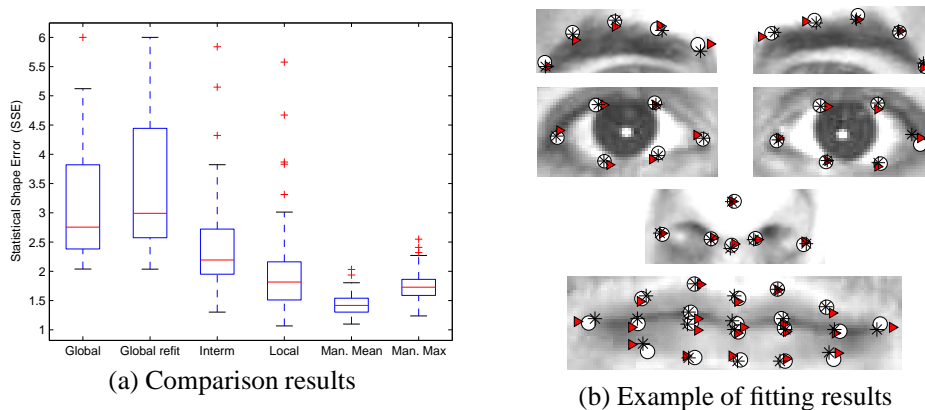 Statistical Shape Error (SSE)
6
5.5
5
4.5
4
3.5
3
2.5
2
1.5
1
Global Global refit Interm Local Man. Mean Man. Max
(a) Comparison results
(b) Example of fitting results